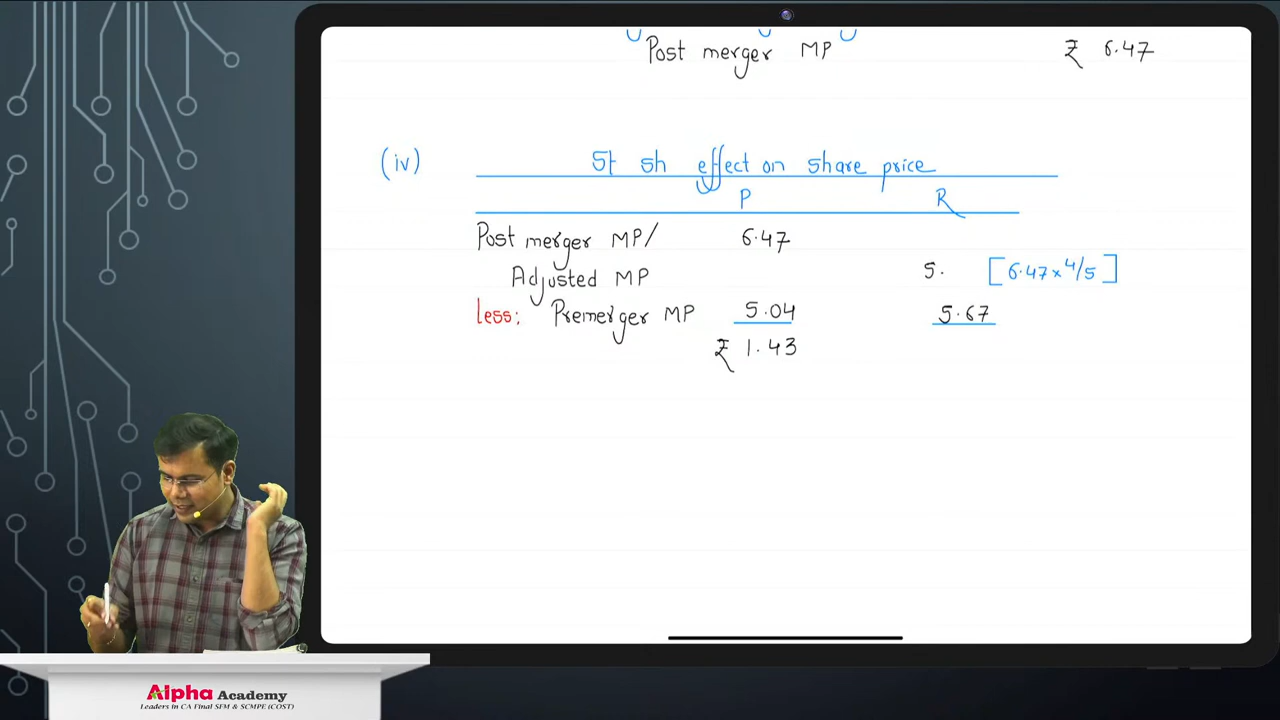 Post merger MP ₹ 6.47
(iv) St sh effect on share price
P R
Post merger MP/ 6.47
Adjusted MP 5. [6.47 x 4/5]
less: Premerger MP 5.04 5.67
₹ 1.43
Alpha Academy
Leaders in CA Final SFM & SCMPE (COST)